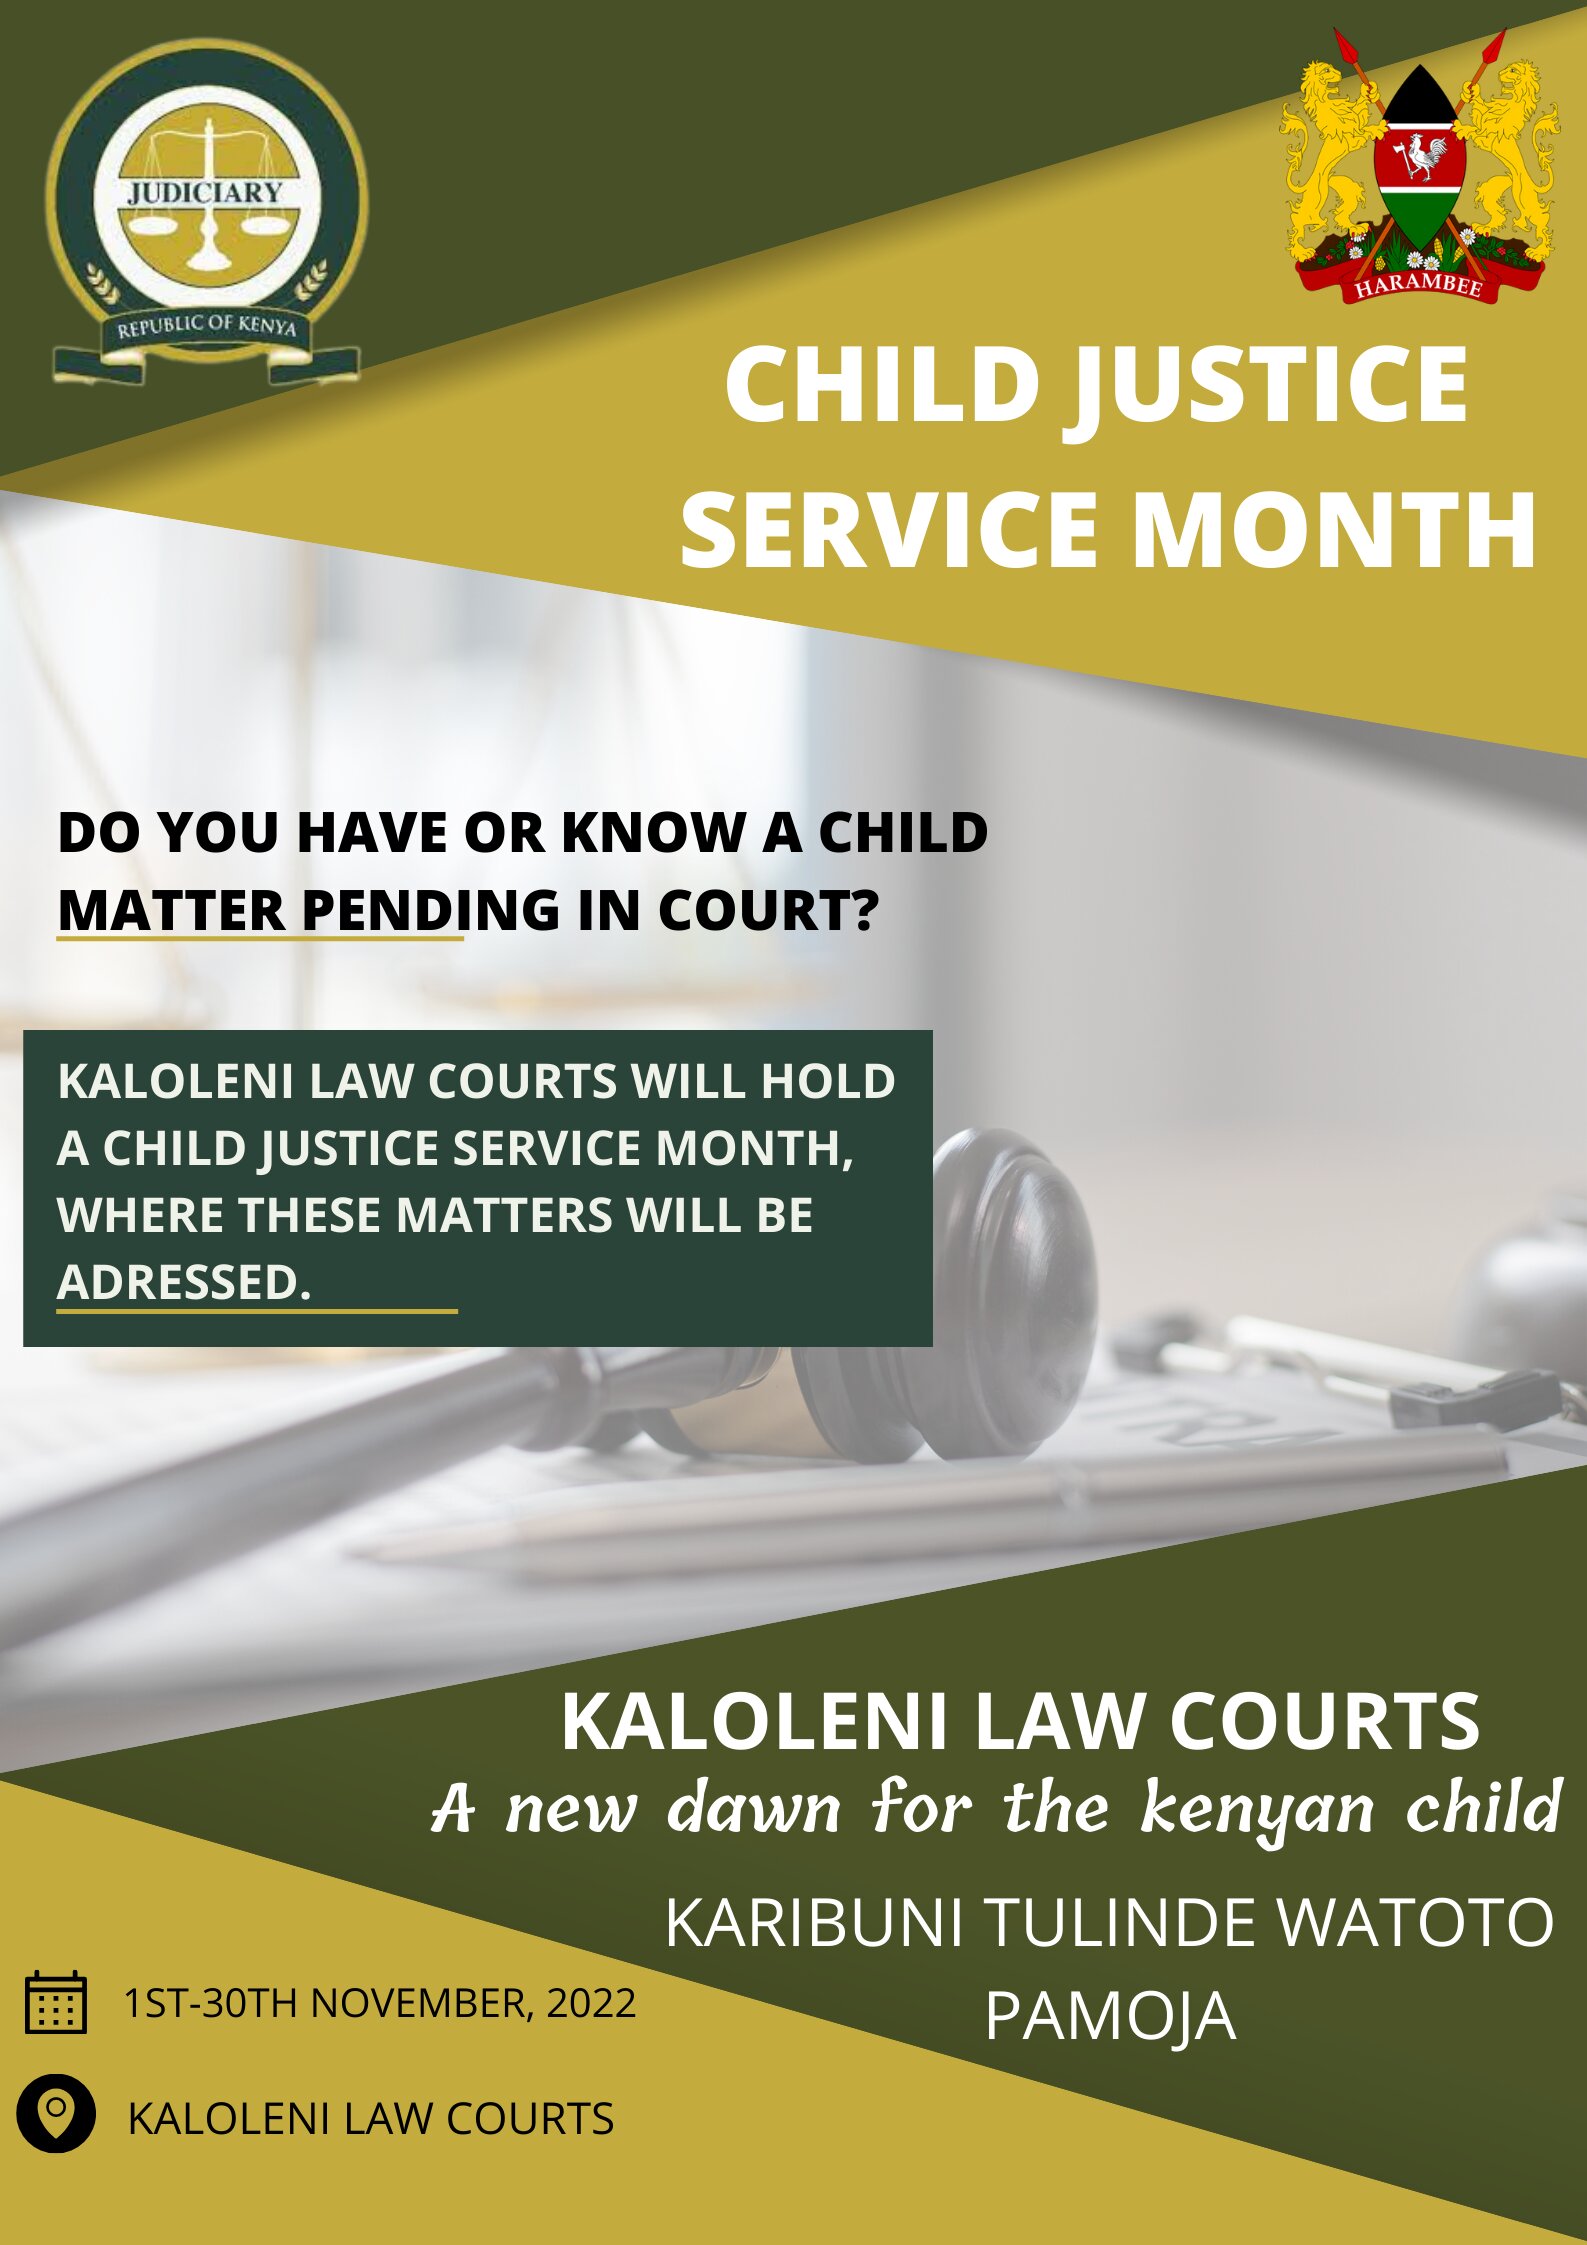 JUDICIARY
REPUBLIC OF KENYA
HARAMBEE
CHILD JUSTICE
SERVICE MONTH
DO YOU HAVE OR KNOW A CHILD
MATTER PENDING IN COURT?
KALOLENI LAW COURTS WILL HOLD
A CHILD JUSTICE SERVICE MONTH,
WHERE THESE MATTERS WILL BE
ADRESSED.
KALOLENI LAW COURTS
A new dawn for the kenyan child
KARIBUNI TULINDE WATOTO
PAMOJA
1ST-30TH NOVEMBER, 2022
KALOLENI LAW COURTS